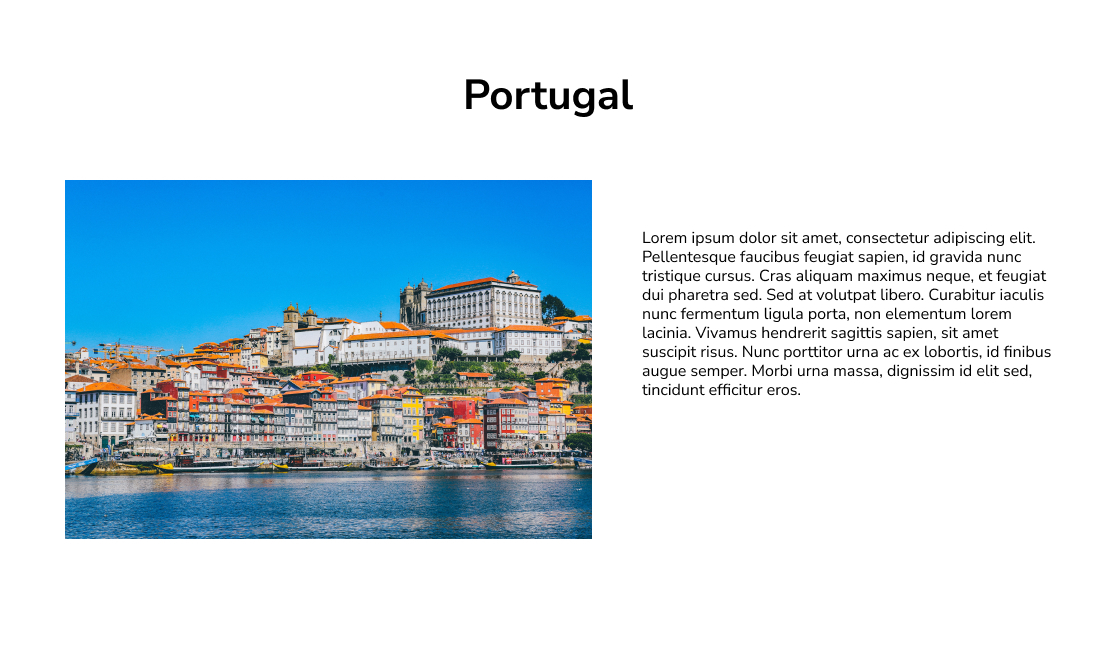 Portugal
Lorem ipsum dolor sit amet, consectetur adipiscing elit.
Pellentesque faucibus feugiat sapien, id gravida nunc
tristique cursus. Cras aliquam maximus neque, et feugiat
dui pharetra sed. Sed at volutpat libero. Curabitur iaculis
nunc fermentum ligula porta, non elementum lorem
lacinia. Vivamus hendrerit sagittis sapien, sit amet
suscipit risus. Nunc porttitor urna ac ex lobortis, id finibus
augue semper. Morbi urna massa, dignissim id elit sed,
tincidunt efficitur eros.